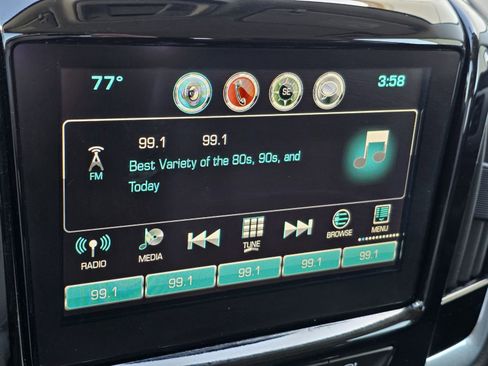 77°
SE
3:58
99.1 99.1
FM
Best Variety of the 80s, 90s, and
Today
RADIO
MEDIA
TUNE
BROWSE
MENU
99.1
99.1
99.1
99.1
99.1